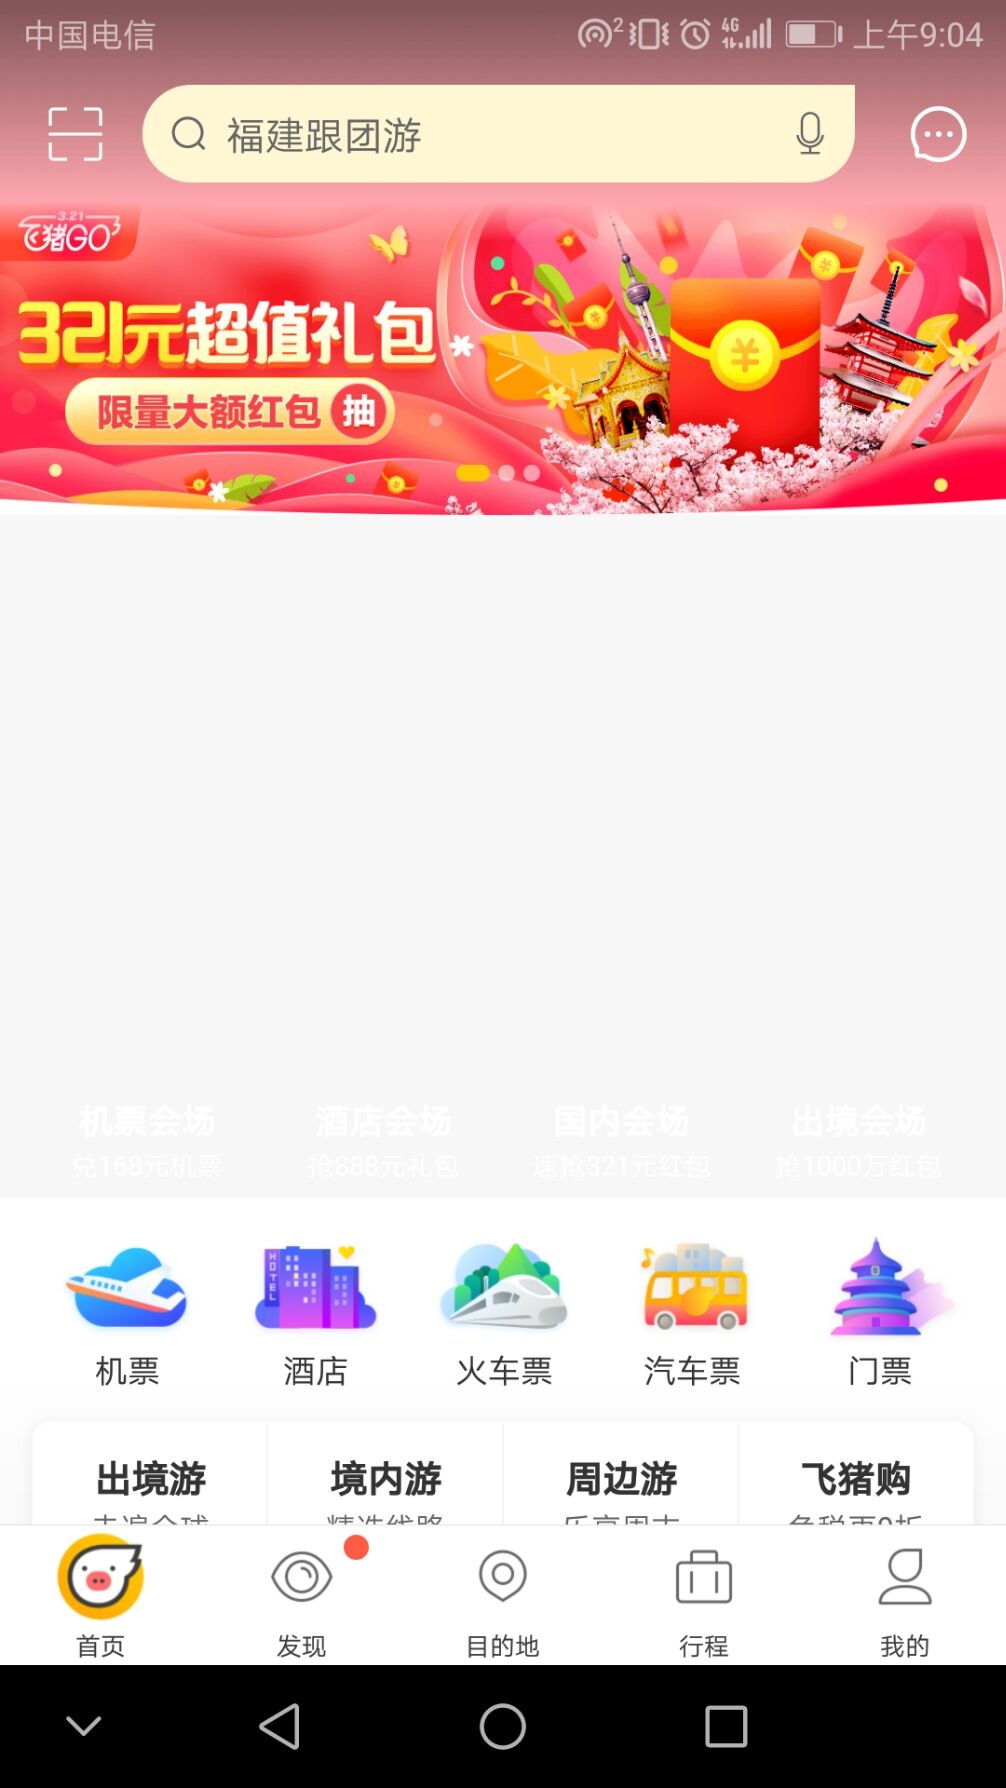 中国电信
2
4G
上午9:04
福建跟团游
3.21
飞猪GO
321元超值礼包
限量大额红包 抽
机票会场 酒店会场 国内会场 出境会场
兑168元机票 抢888元礼包 速抢321元红包 抢1000万红包
HOTEL
机票 酒店 火车票 汽车票 门票
出境游 境内游 周边游 飞猪购
首页 发现 目的地 行程 我的